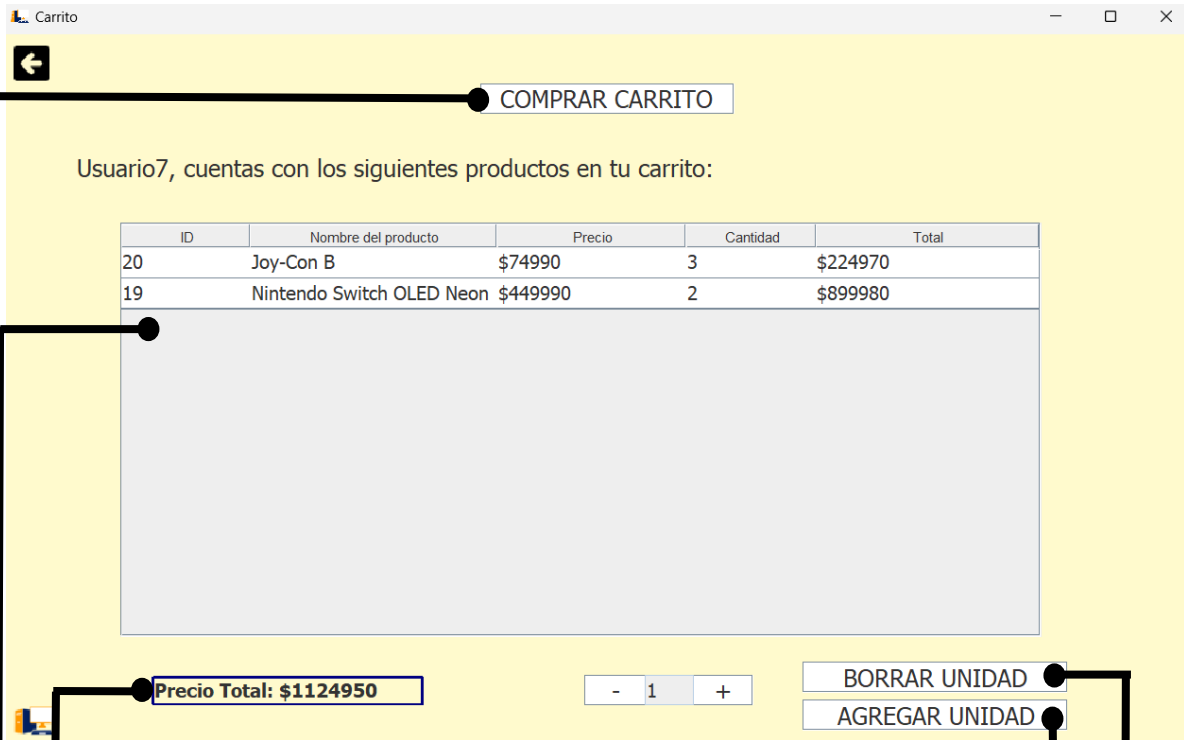 Carrito
COMPRAR CARRITO
Usuario7, cuentas con los siguientes productos en tu carrito:
ID Nombre del producto Precio Cantidad Total
20 Joy-Con B $74990 3 $224970
19 Nintendo Switch OLED Neon $449990 2 $899980
BORRAR UNIDAD
Precio Total: $1124950 - 1 +
AGREGAR UNIDAD